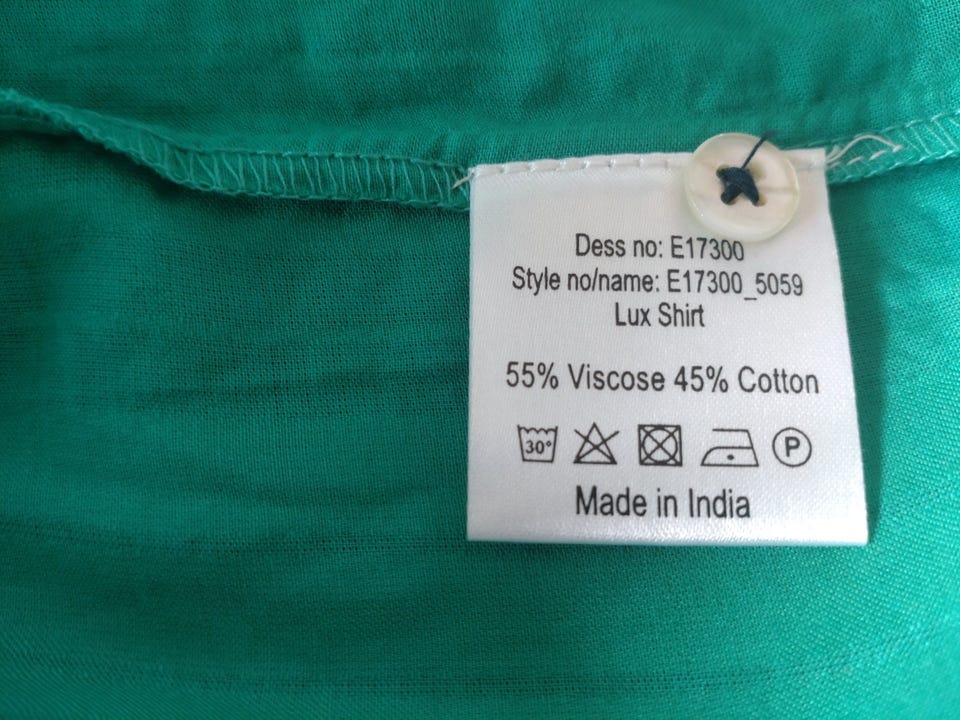 Dess no: E17300
Style no/name: E17300_5059
Lux Shirt
55% Viscose 45% Cotton
30° P
Made in India